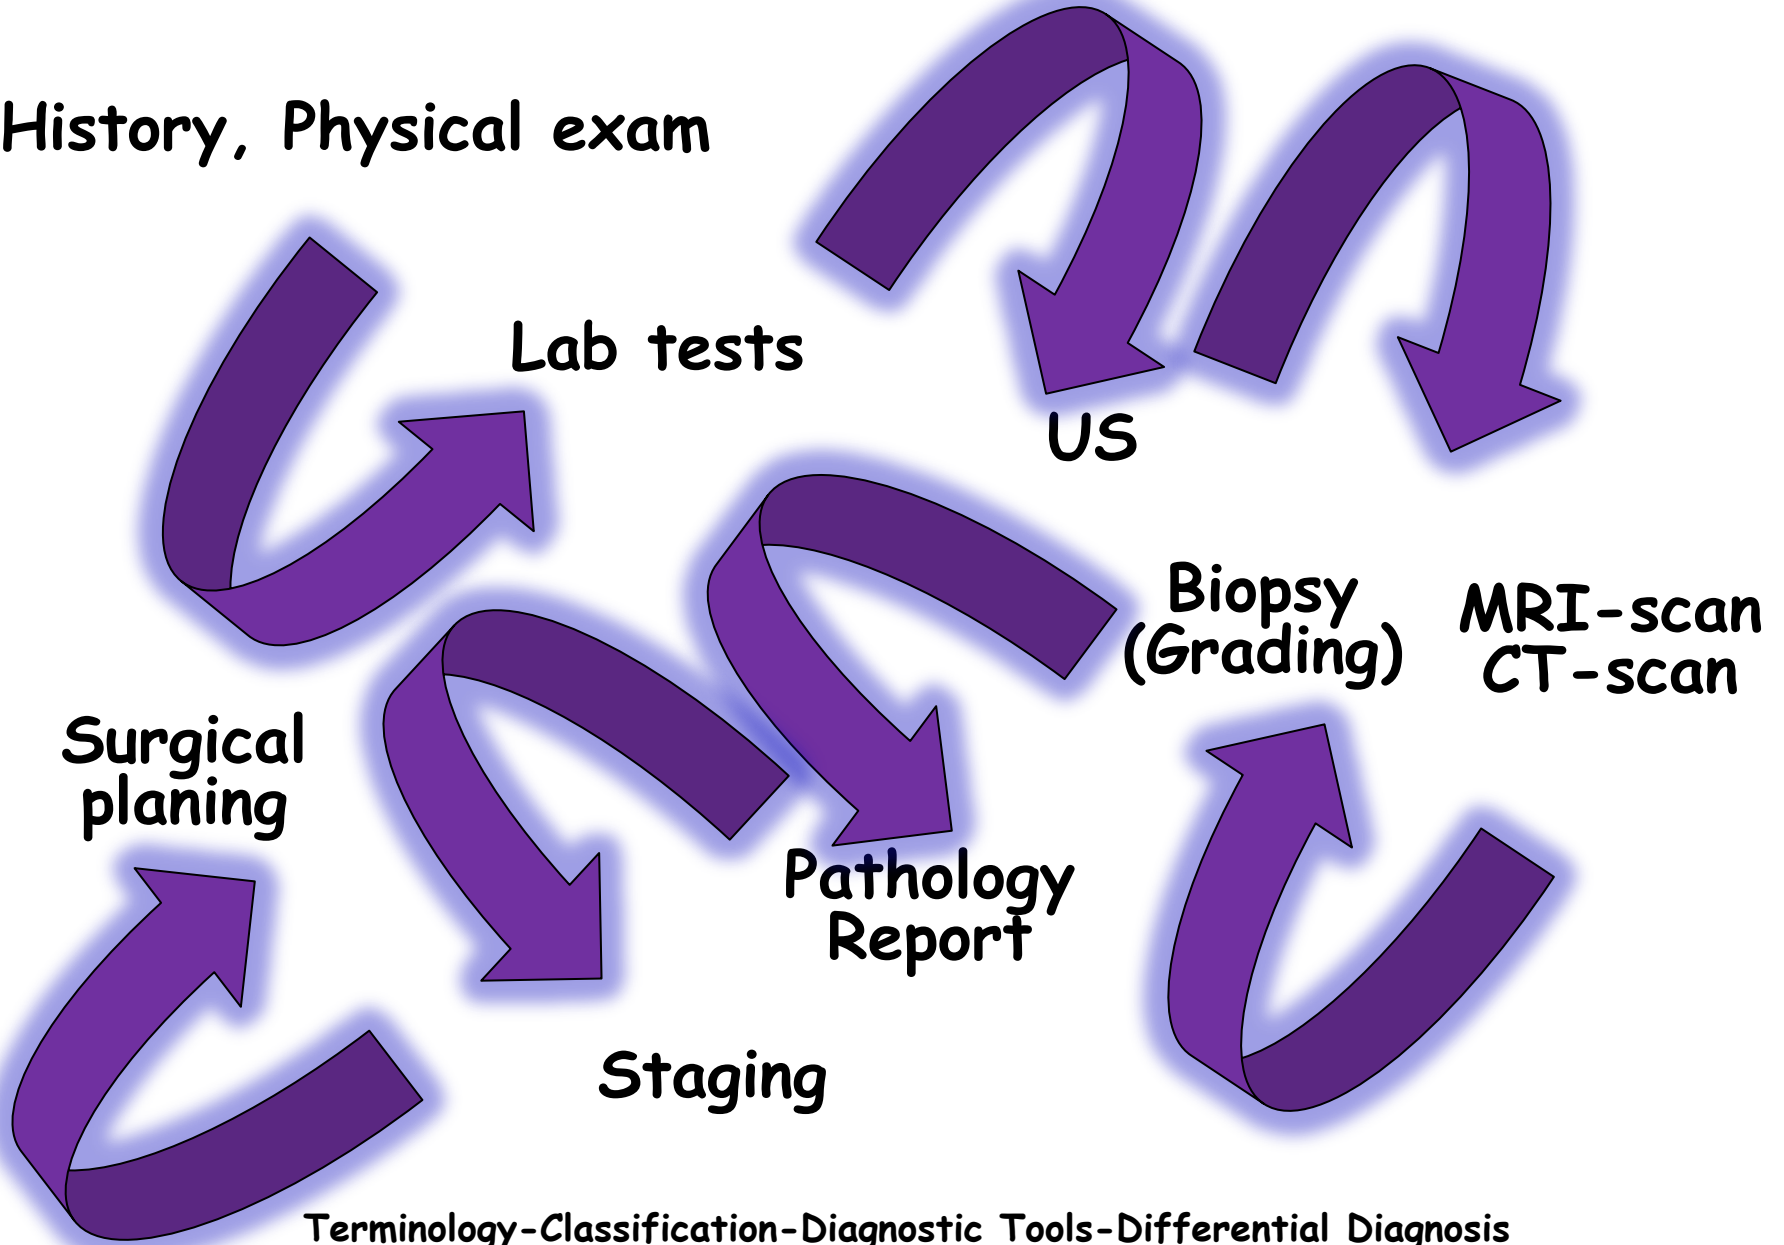 History, Physical exam
Lab tests
US
Biopsy
(Grading)
MRI-scan
CT-scan
Surgical
planing
Pathology
Report
Staging
Terminology-Classification-Diagnostic Tools-Differential Diagnosis